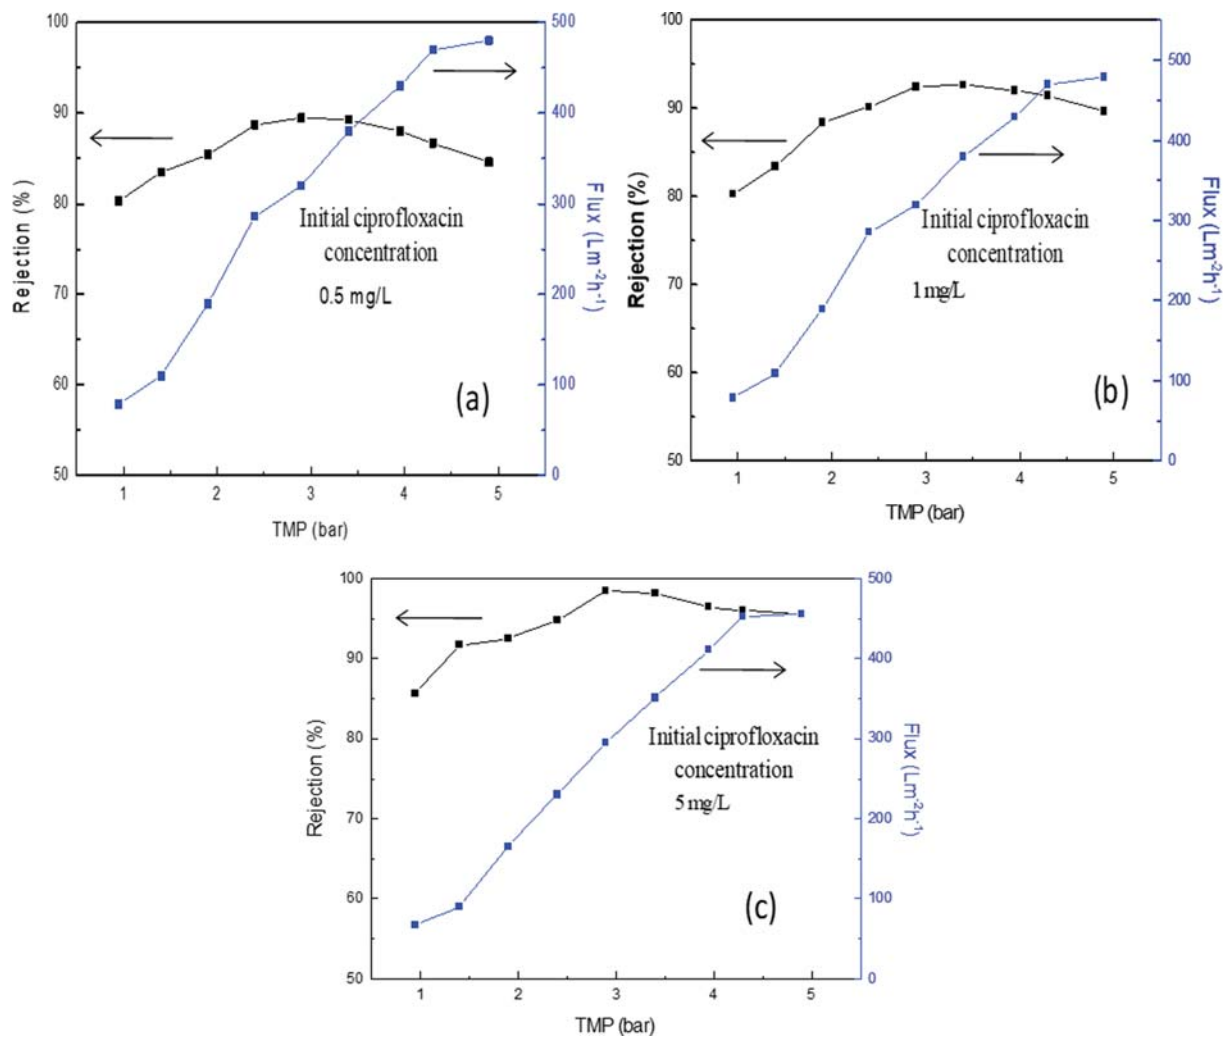 100
90
80
70
60
50
Rejection (%)
1
2
3
4
5
TMP (bar)
500
400
300
200
100
0
Flux (Lm⁻²h⁻¹)
Initial ciprofloxacin
concentration
0.5 mg/L
(a)
100
90
80
70
60
50
Rejection (%)
1
2
3
4
5
TMP (bar)
500
400
300
200
100
0
Flux (Lm⁻²h⁻¹)
Initial ciprofloxacin
concentration
1 mg/L
(b)
100
90
80
70
60
50
Rejection (%)
1
2
3
4
5
TMP (bar)
500
400
300
200
100
0
Flux (Lm⁻²h⁻¹)
Initial ciprofloxacin
concentration
5 mg/L
(c)